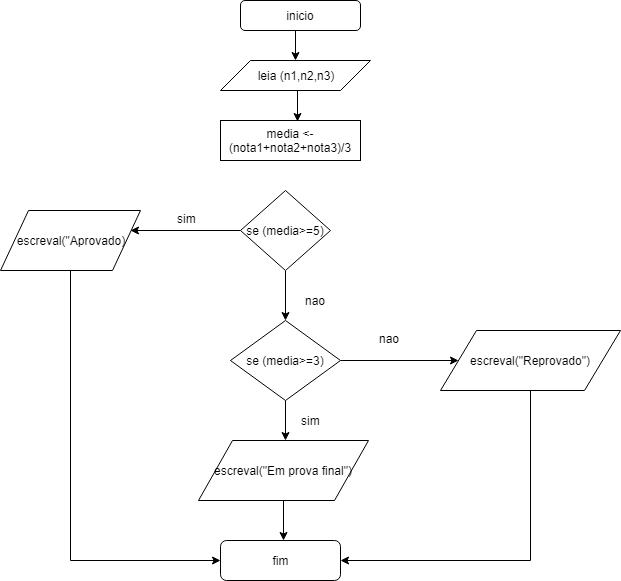 inicio
leia (n1,n2,n3)
media <-
(nota1+nota2+nota3)/3
sim
se (media>=5)
escreval("Aprovado)
nao
nao
se (media>=3)
escreval("Reprovado")
sim
escreval("Em prova final")
fim